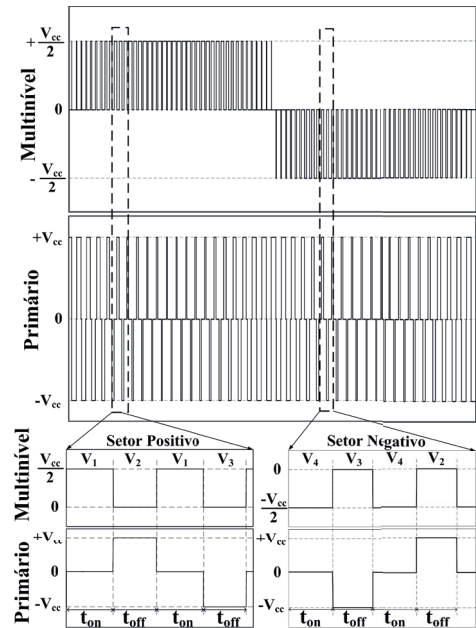 +Vcc/2
0
-Vcc/2
Multinível
+Vcc
0
-Vcc
Primário
Setor Positivo
Setor Negativo
Multinível
Vcc/2
0
V1 V2 V1 V3
0
-Vcc/2
V4 V3 V4 V2
Primário
+Vcc
0
-Vcc
ton toff ton toff
+Vcc
0
-Vcc
ton toff ton toff